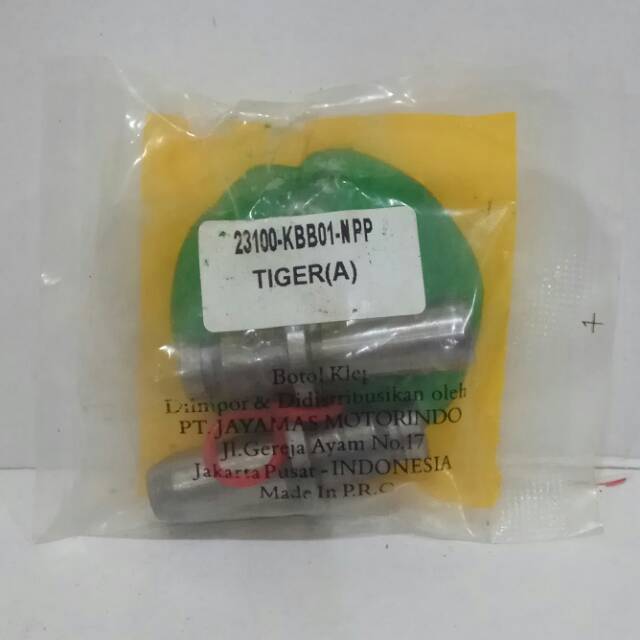 23100-KBB01-NPP
TIGER(A)
Botol Klep
Diimpor & Didistribusikan oleh
PT. JAYAMAS MOTORINDO
Jl. Gereja Ayam No.17
Jakarta Pusat - INDONESIA
Made In P.R.C